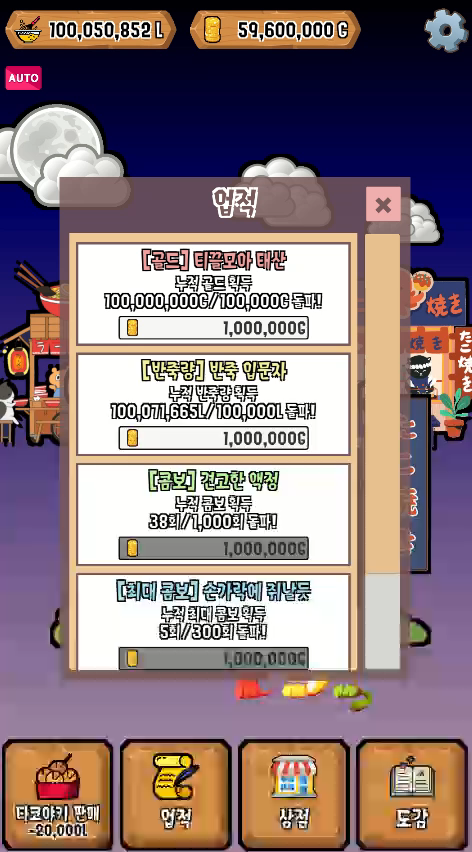 100,050,852 L
59,600,000 G
AUTO
업적
[골드] 티끌모아 태산
누적 골드 획득
100,000,000G/100,000G 돌파!
1,000,000G
[반죽량] 반죽 입문자
누적 반죽량 획득
100,071,665L/100,000L 돌파!
1,000,000G
[콤보] 견고한 액정
누적 콤보 획득
38회/1,000회 돌파!
1,000,000G
[최대 콤보] 손가락에 쥐날듯
누적 최대 콤보 획득
5회/300회 돌파!
1,000,000G
焼き
焼き
たこ焼き
타코야키 판매
-20,000L
업적
상점
도감